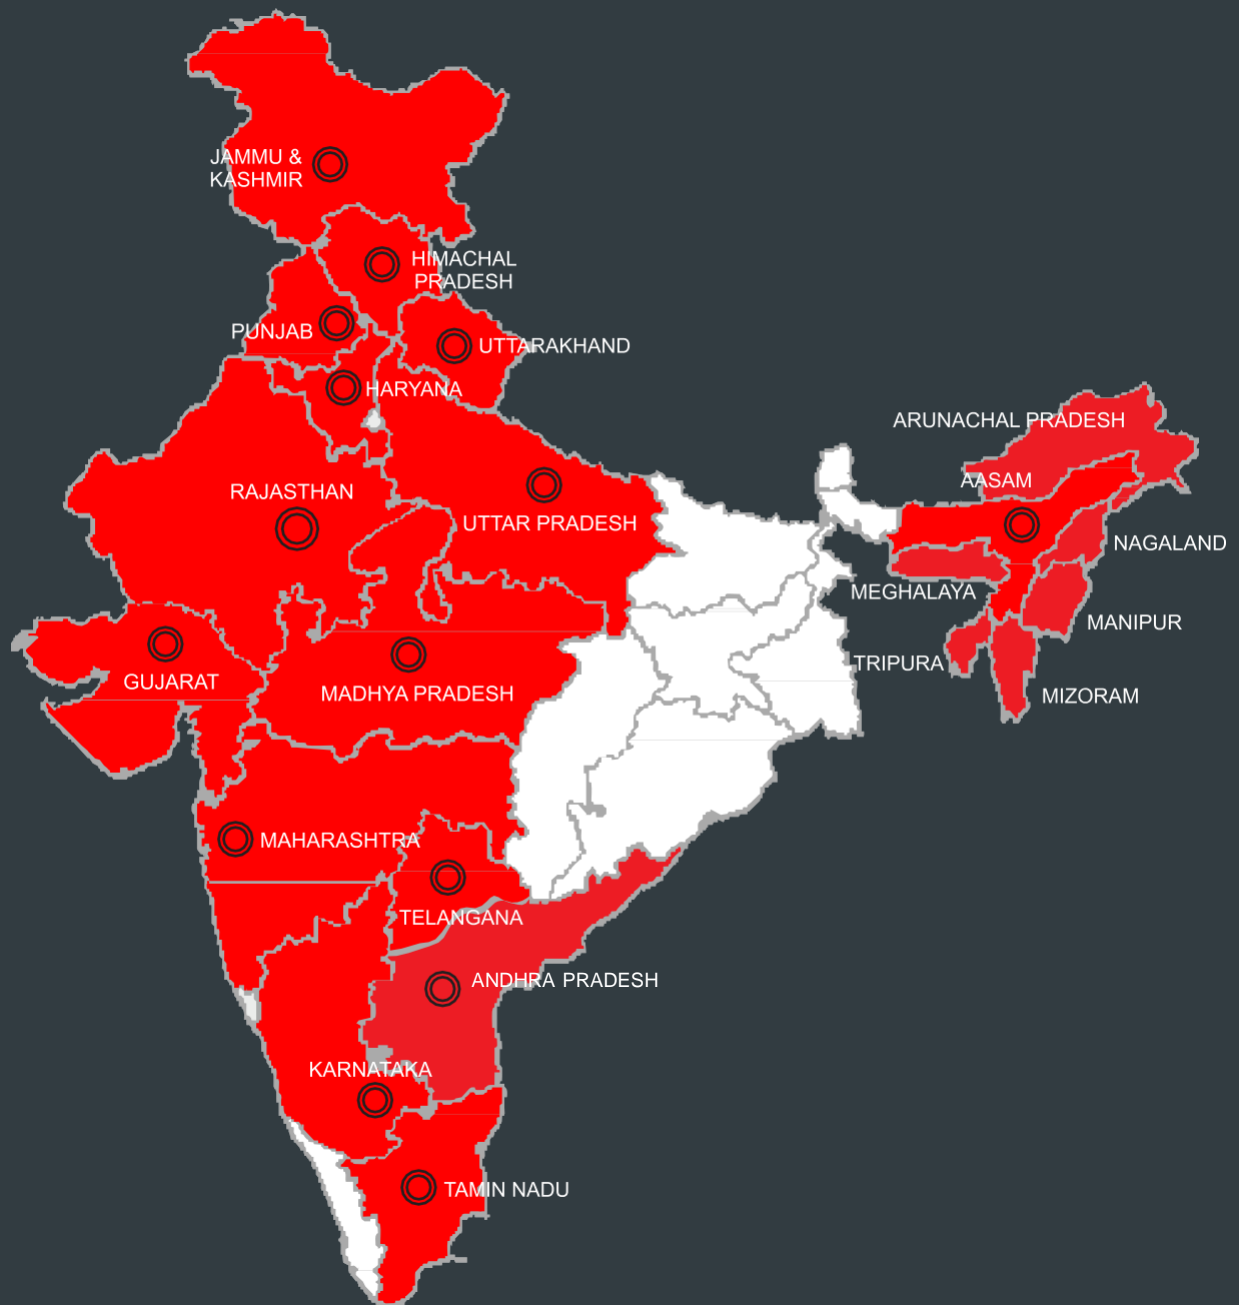 JAMMU &
KASHMIR
HIMACHAL
PRADESH
PUNJAB
UTTARAKHAND
HARYANA
ARUNACHAL PRADESH
AASAM
RAJASTHAN
UTTAR PRADESH
NAGALAND
MEGHALAYA
MANIPUR
TRIPURA
GUJARAT
MADHYA PRADESH
MIZORAM
MAHARASHTRA
TELANGANA
ANDHRA PRADESH
KARNATAKA
TAMIN NADU